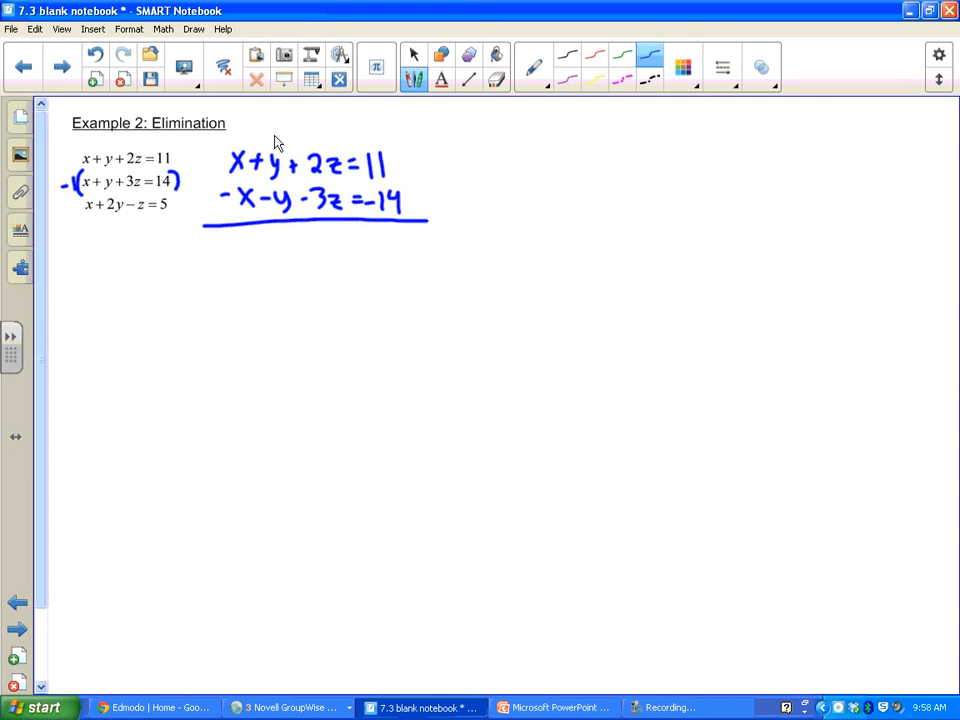 7.3 blank notebook * - SMART Notebook
File Edit View Insert Format Math Draw Help
Example 2: Elimination
x + y + 2z = 11
-1(x + y + 3z = 14)
x + 2y − z = 5
x + y + 2z = 11
-x - y - 3z = -14
start
Edmodo | Home - Goo...
3 Novell GroupWise ...
7.3 blank notebook * ...
Microsoft PowerPoint ...
Recording...
9:58 AM